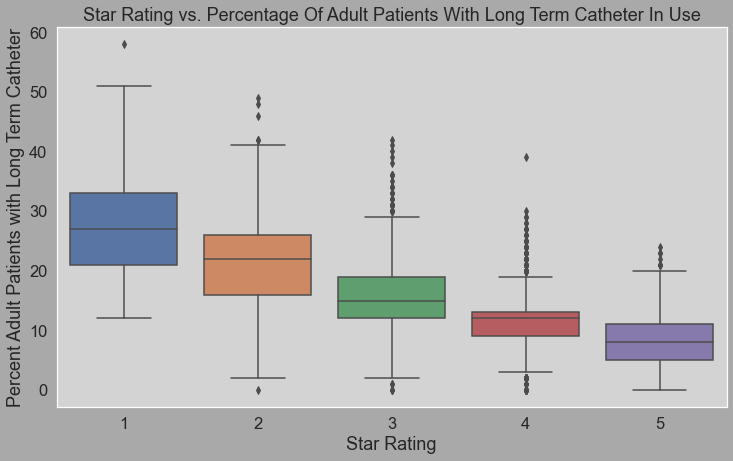 Star Rating vs. Percentage Of Adult Patients With Long Term Catheter In Use
Percent Adult Patients with Long Term Catheter
60
50
40
30
20
10
0
1 2 3 4 5
Star Rating